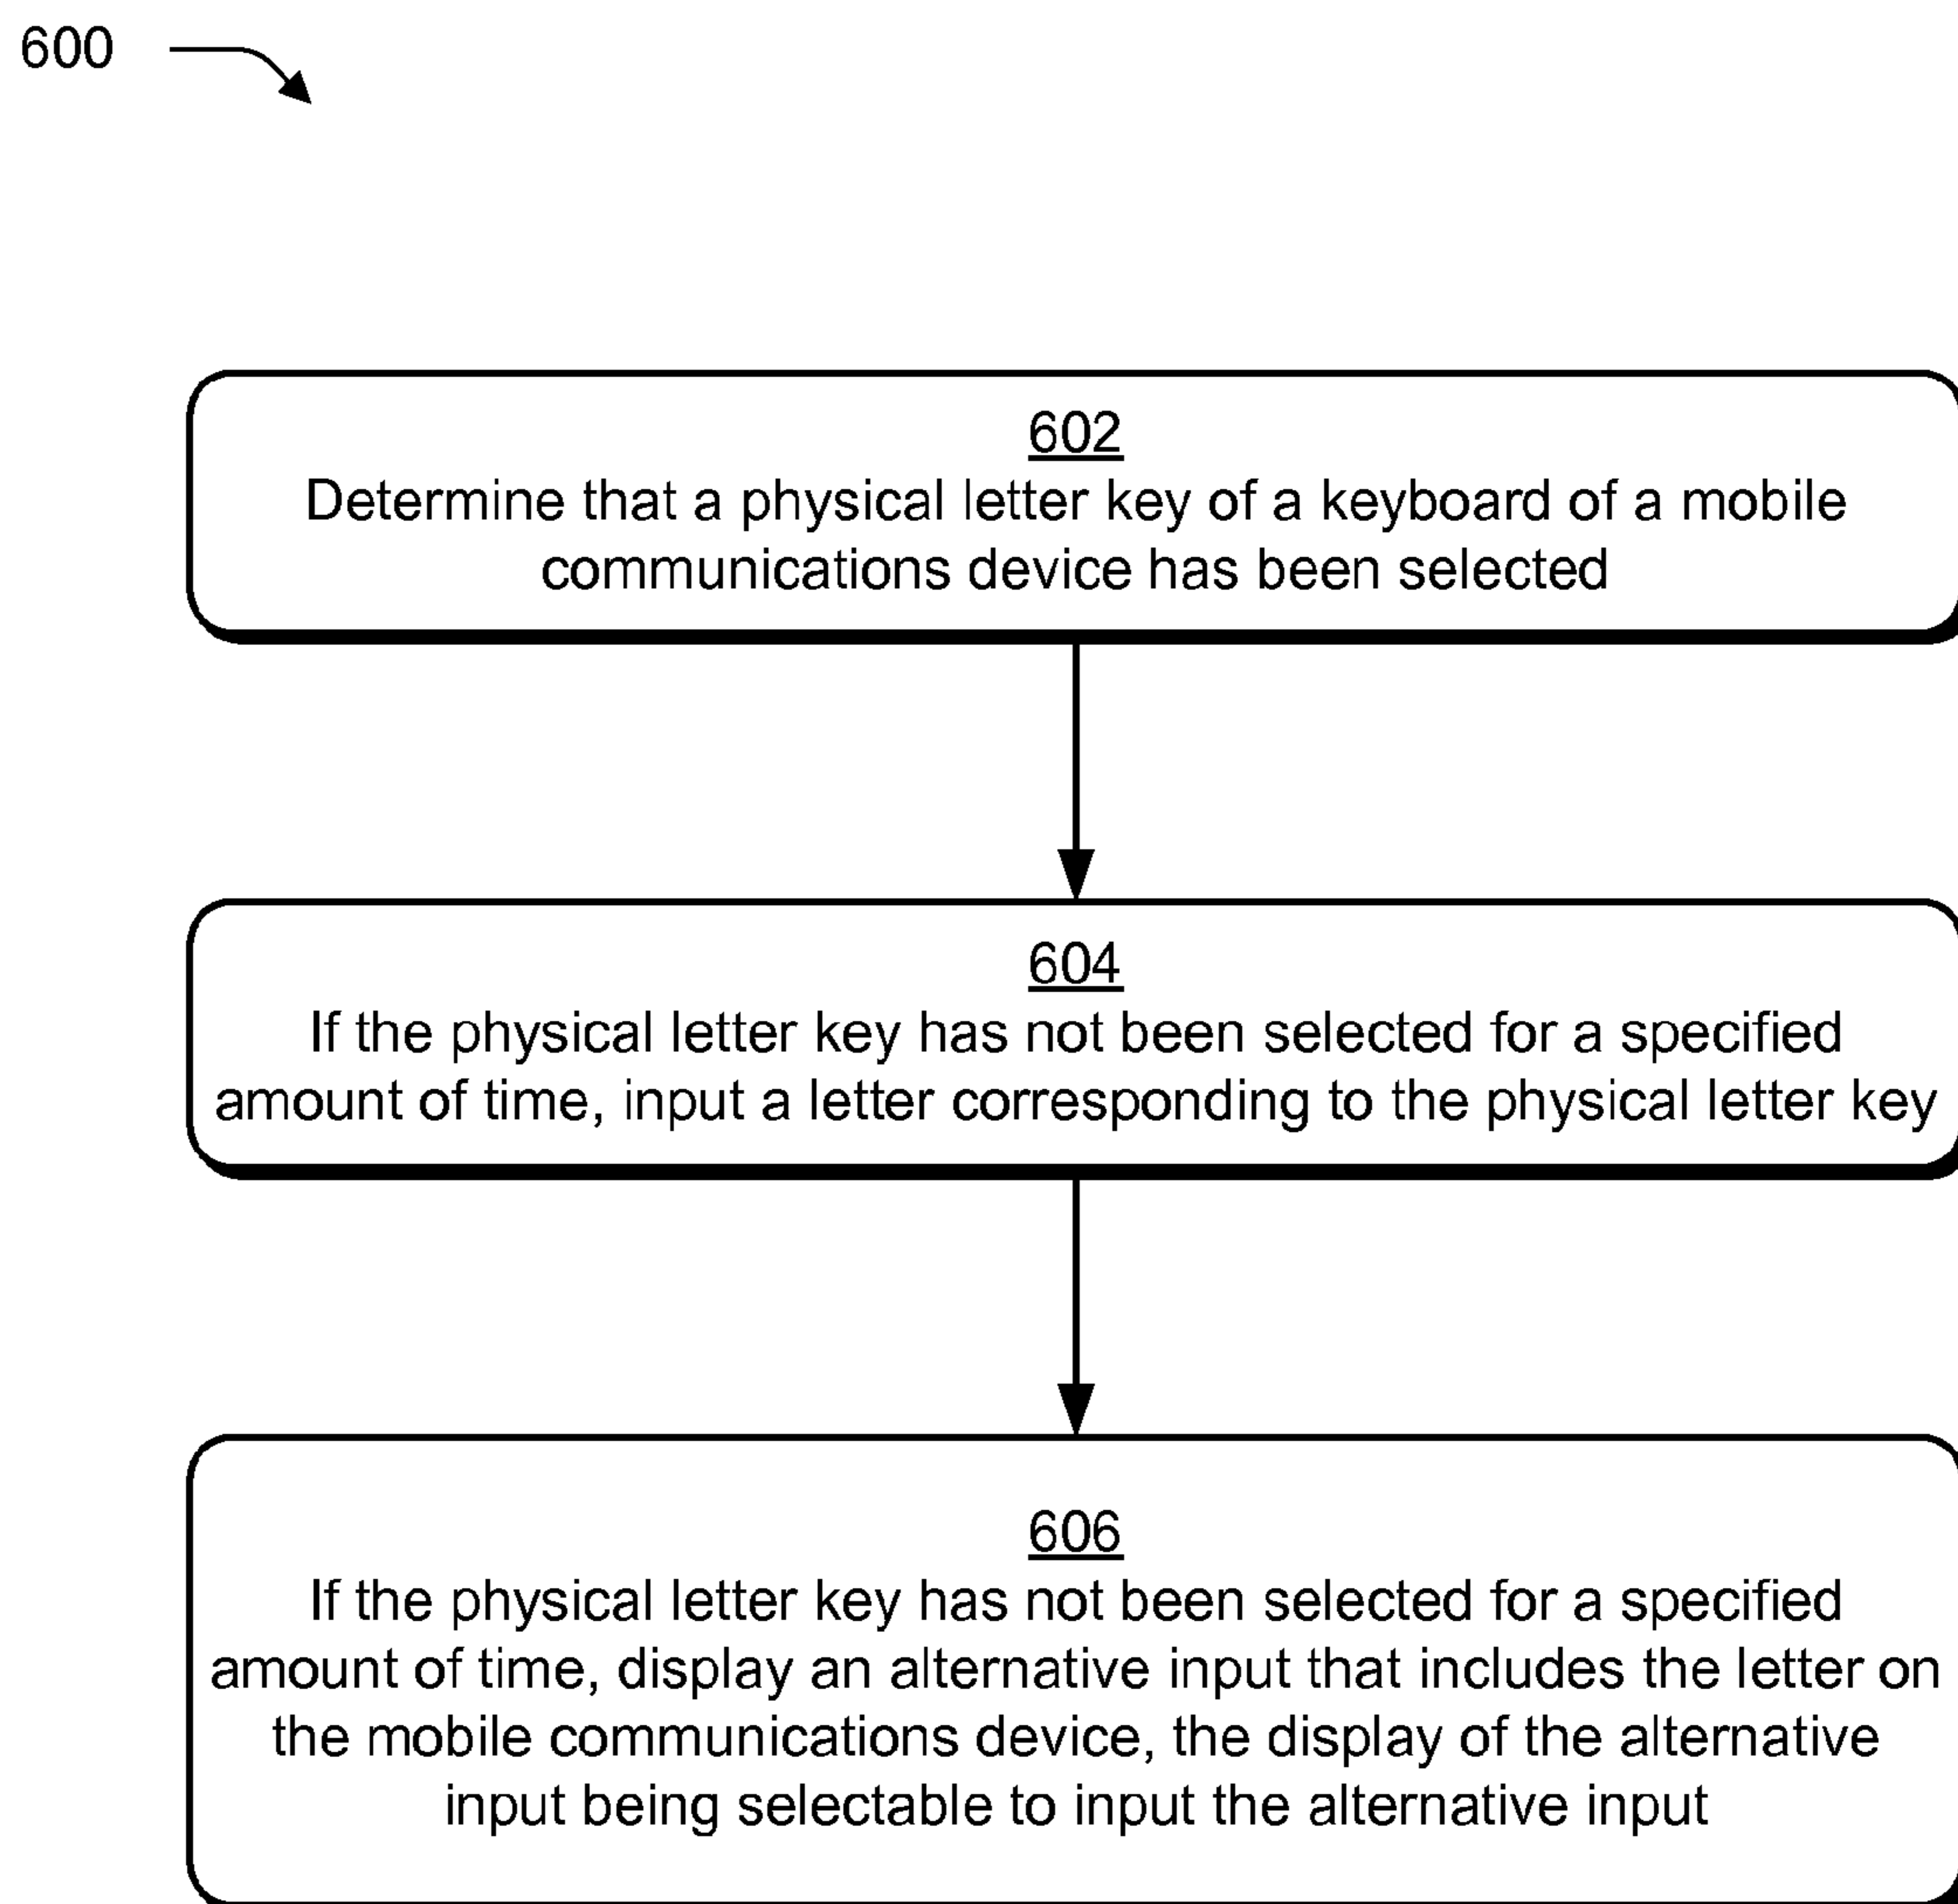 600
602
Determine that a physical letter key of a keyboard of a mobile
communications device has been selected
604
If the physical letter key has not been selected for a specified
amount of time, input a letter corresponding to the physical letter key
606
If the physical letter key has not been selected for a specified
amount of time, display an alternative input that includes the letter on
the mobile communications device, the display of the alternative
input being selectable to input the alternative input